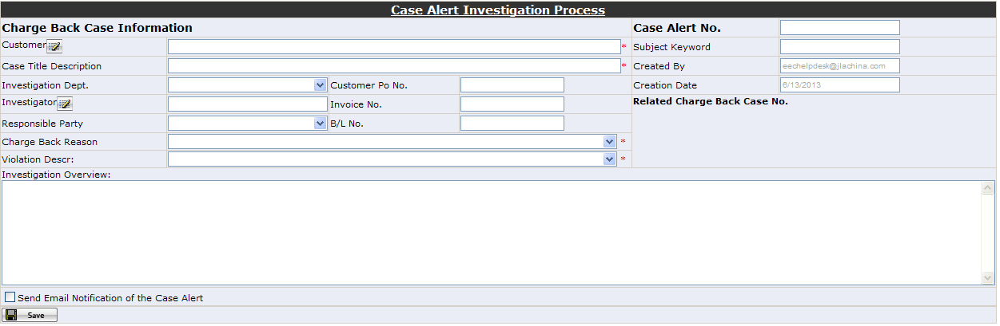 Case Alert Investigation Process
Charge Back Case Information
Case Alert No.
Customer *
Subject Keyword
Case Title Description *
Created By eechelpdesk@jlachina.com
Investigation Dept. Customer Po No.
Creation Date 6/13/2013
Investigator Invoice No.
Related Charge Back Case No.
Responsible Party B/L No.
Charge Back Reason *
Violation Descr: *
Investigation Overview:
Send Email Notification of the Case Alert
Save